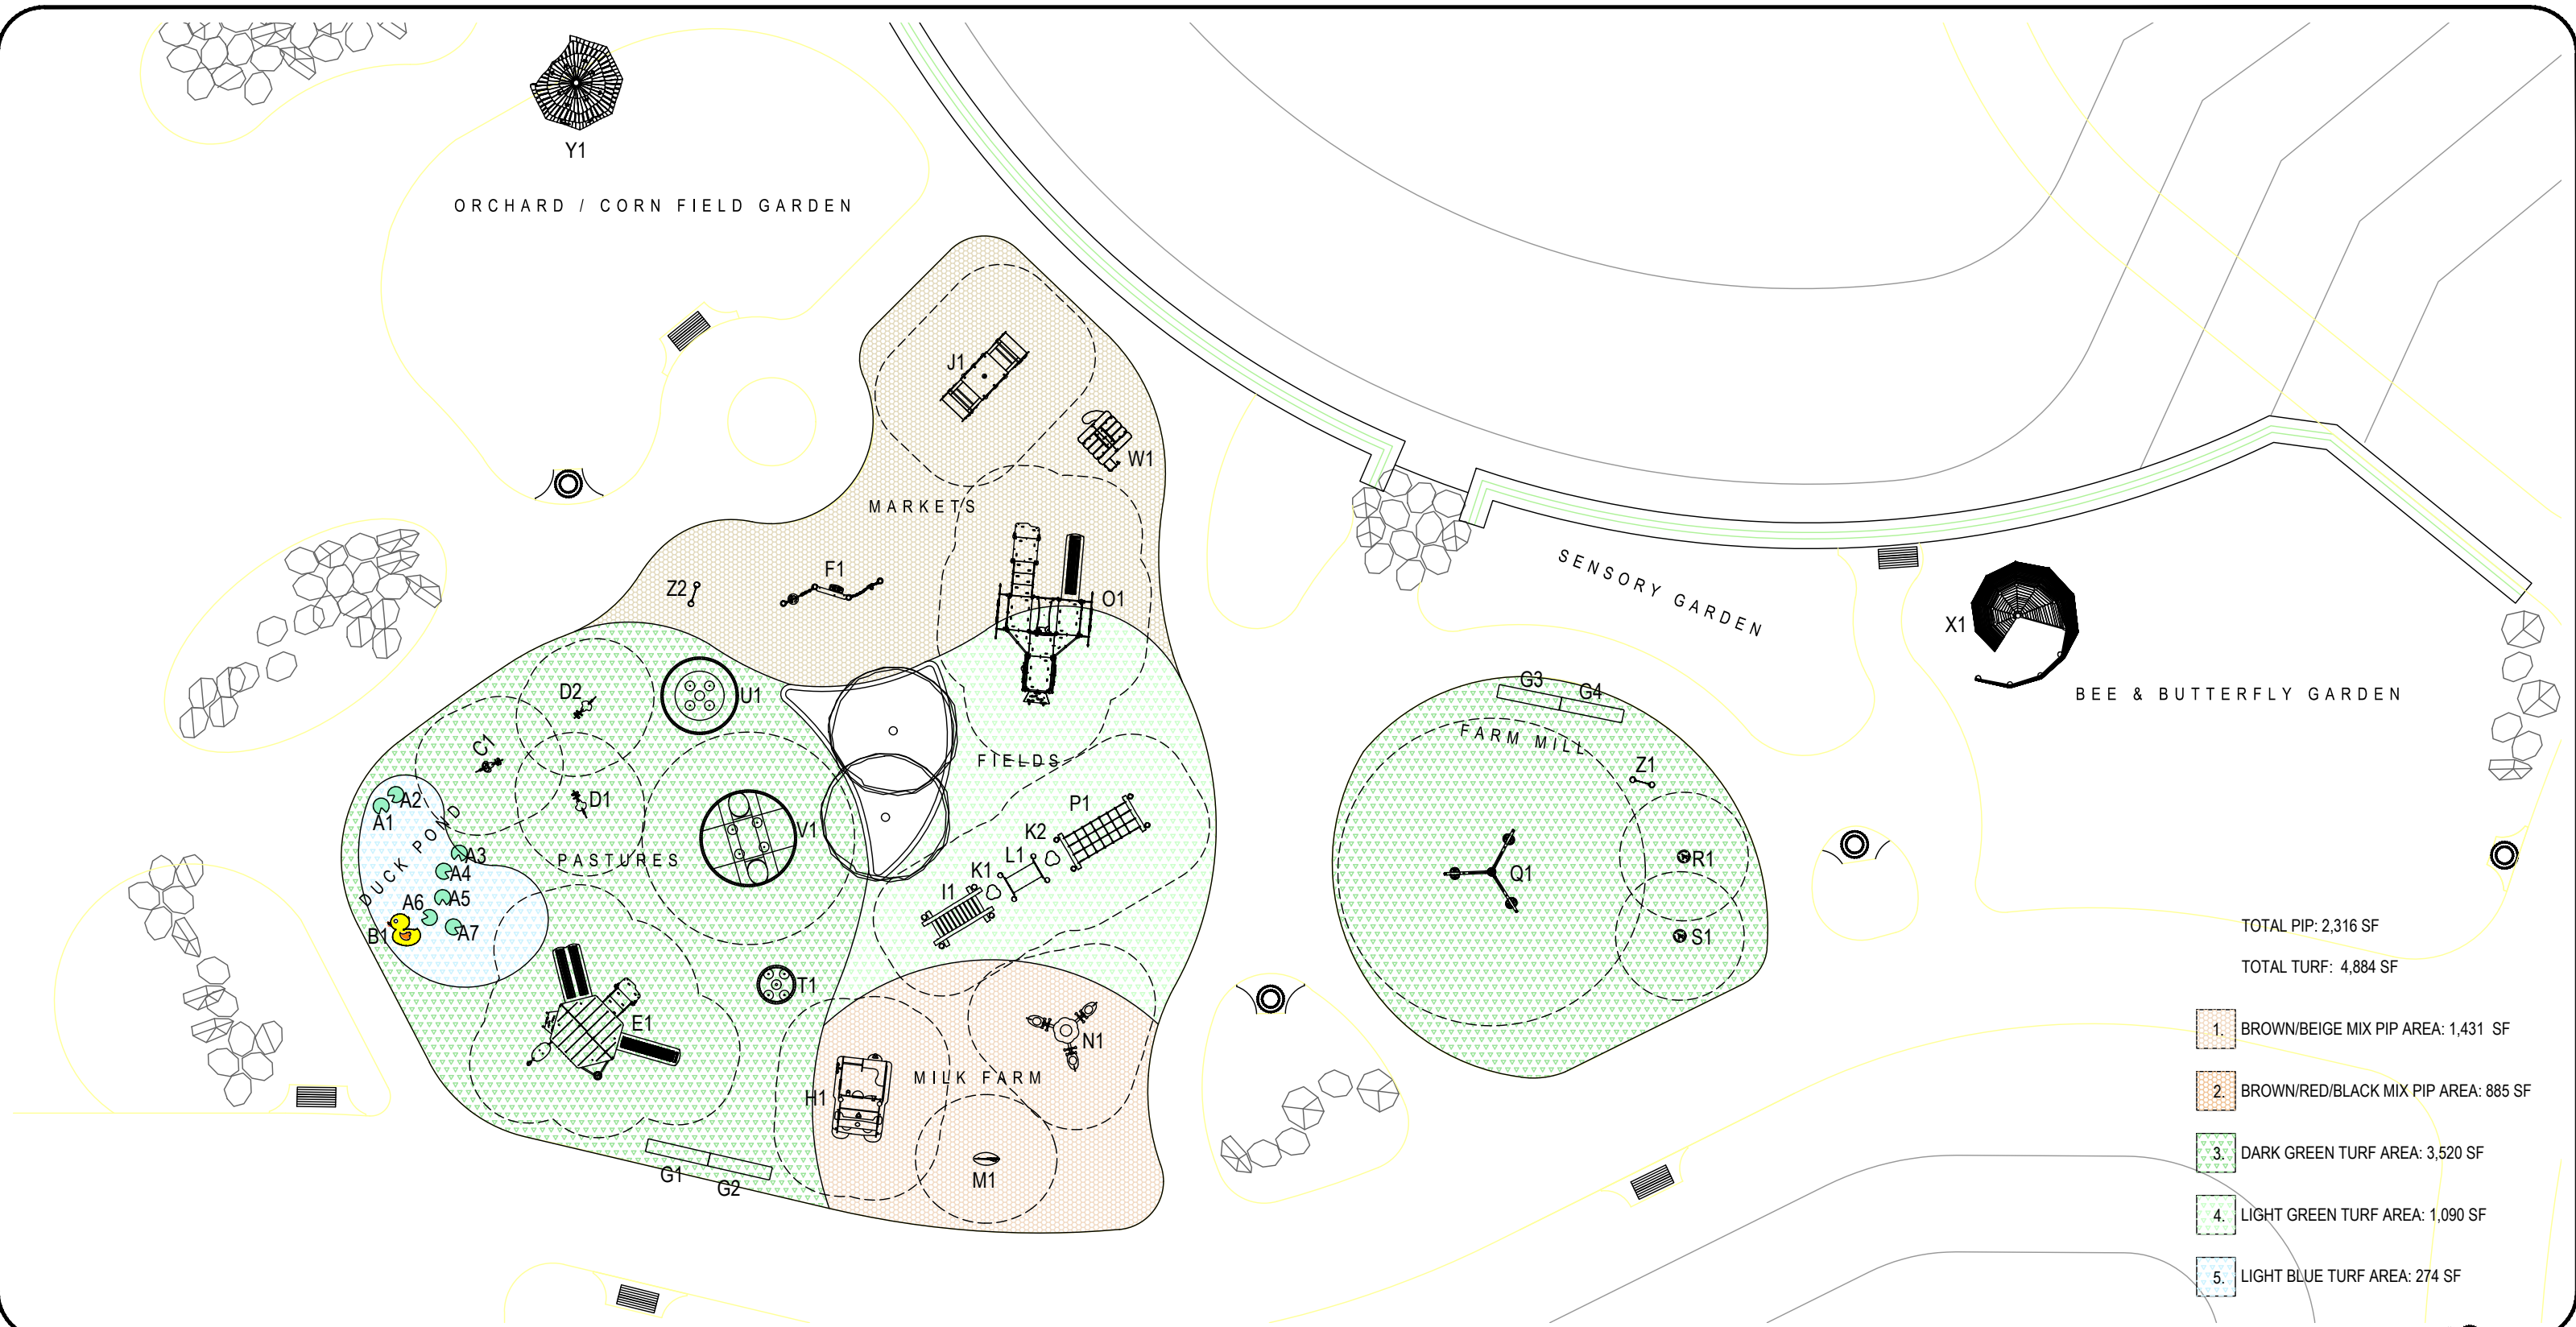 Y1
ORCHARD / CORN FIELD GARDEN
J1
W1
MARKETS
Z2
F1
O1
SENSORY GARDEN
X1
BEE & BUTTERFLY GARDEN
D2
U1
C1
D1
G3
G4
FARM MILL
FIELDS
Z1
A2
A1
DUCK POND
A3
A4
A5
A6
A7
B1
PASTURES
V1
P1
K2
L1
K1
I1
Q1
R1
S1
T1
E1
N1
MILK FARM
H1
M1
G1
G2
TOTAL PIP: 2,316 SF
TOTAL TURF: 4,884 SF
1. BROWN/BEIGE MIX PIP AREA: 1,431 SF
2. BROWN/RED/BLACK MIX PIP AREA: 885 SF
3. DARK GREEN TURF AREA: 3,520 SF
4. LIGHT GREEN TURF AREA: 1,090 SF
5. LIGHT BLUE TURF AREA: 274 SF